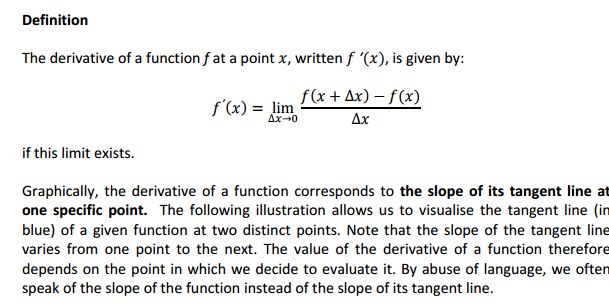 Definition
The derivative of a function f at a point x, written f ′(x), is given by:
f′(x) = lim Δx→0 (f(x + Δx) − f(x)) / Δx
if this limit exists.
Graphically, the derivative of a function corresponds to the slope of its tangent line at
one specific point. The following illustration allows us to visualise the tangent line (in
blue) of a given function at two distinct points. Note that the slope of the tangent line
varies from one point to the next. The value of the derivative of a function therefore
depends on the point in which we decide to evaluate it. By abuse of language, we often
speak of the slope of the function instead of the slope of its tangent line.